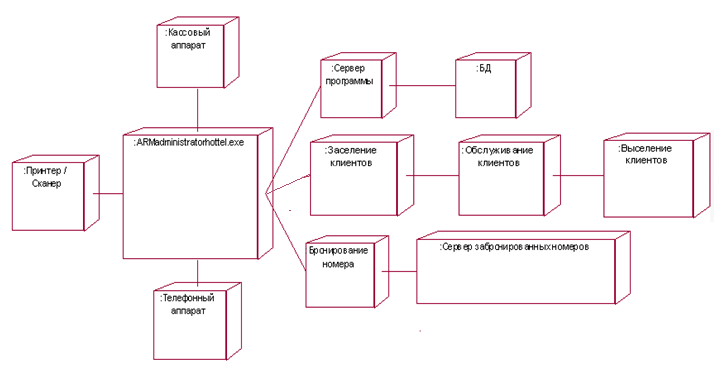 :Кассовый
аппарат
:Сервер
программы
:БД
:ARMadministratorhottel.exe
:Заселение
клиентов
:Обслуживание
клиентов
:Выселение
клиентов
:Принтер /
Сканер
Бронирование
номера
:Сервер забронированных номеров
:Телефонный
аппарат